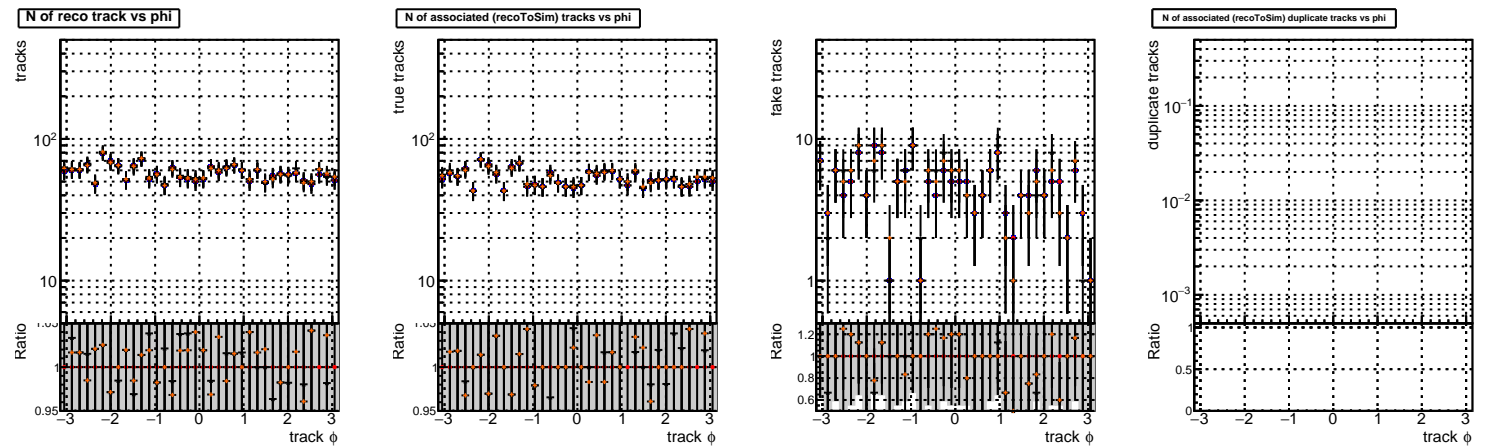 N of reco track vs phi
tracks
10²
10
Ratio
1.05
1
0.95
−3 −2 −1 0 1 2 3
track ϕ
N of associated (recoToSim) tracks vs phi
true tracks
10²
10
Ratio
1.05
1
0.95
−3 −2 −1 0 1 2 3
track ϕ
fake tracks
10
1
Ratio
1.2
1
0.8
0.6
−3 −2 −1 0 1 2 3
track ϕ
N of associated (recoToSim) duplicate tracks vs phi
duplicate tracks
10⁻¹
10⁻²
10⁻³
Ratio
1
0.5
0
−3 −2 −1 0 1 2 3
track ϕ